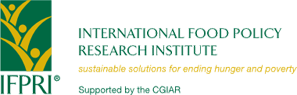 INTERNATIONAL FOOD POLICY
RESEARCH INSTITUTE
sustainable solutions for ending hunger and poverty
Supported by the CGIAR
IFPRI®